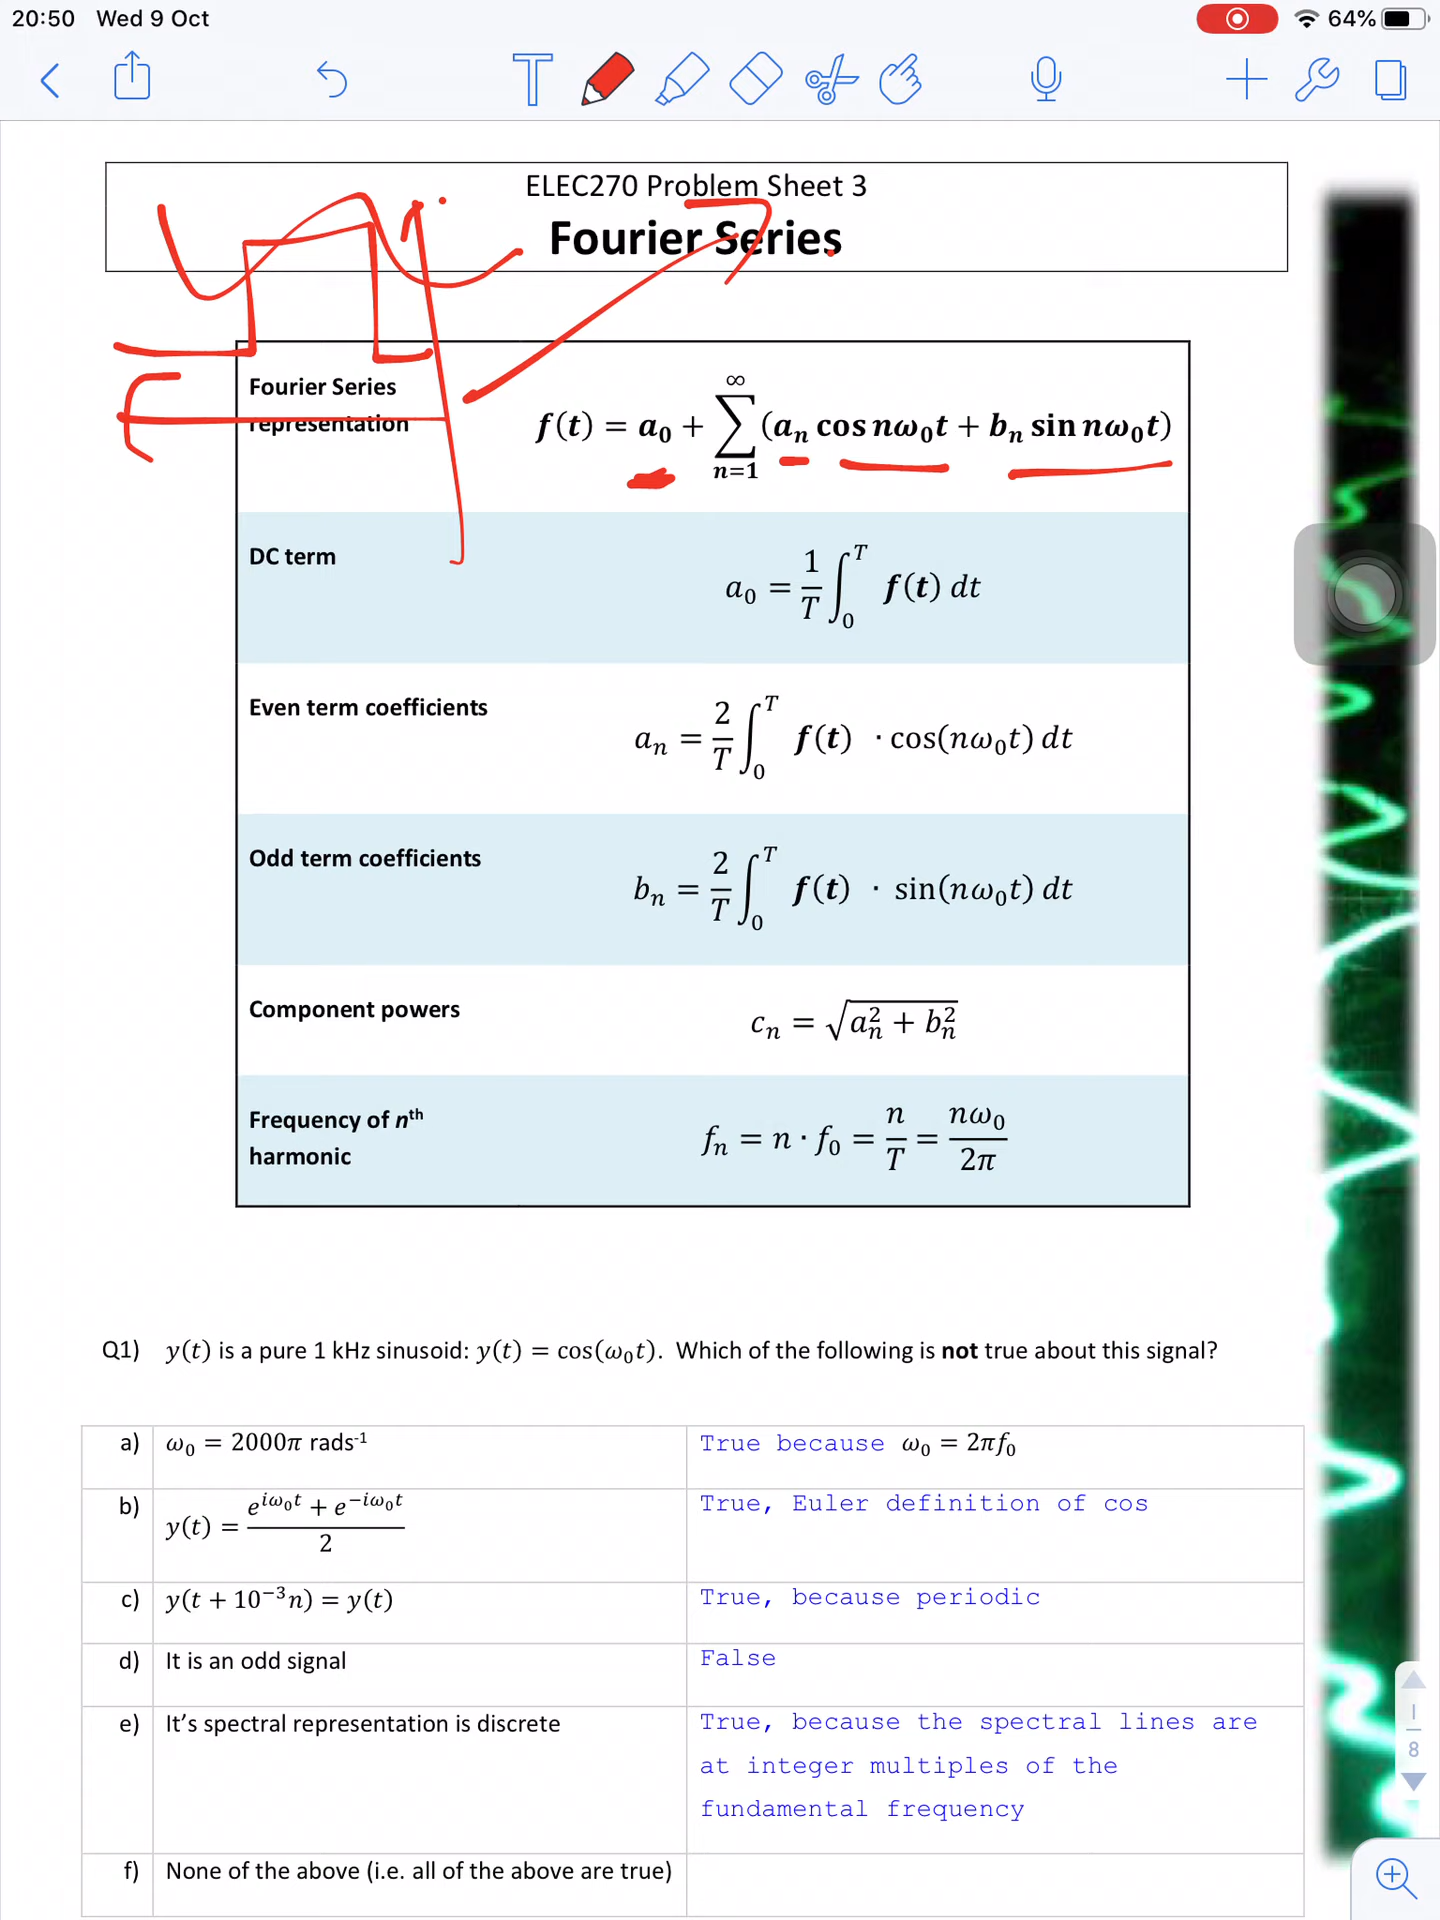 20:50 Wed 9 Oct
64%
T
ELEC270 Problem Sheet 3
Fourier Series
Fourier Series
representation
f(t) = a₀ + ∑_{n=1}^{∞} (aₙ cos nω₀t + bₙ sin nω₀t)
DC term
a₀ = 1/T ∫₀ᵀ f(t) dt
Even term coefficients
aₙ = 2/T ∫₀ᵀ f(t) · cos(nω₀t) dt
Odd term coefficients
bₙ = 2/T ∫₀ᵀ f(t) · sin(nω₀t) dt
Component powers
cₙ = √(aₙ² + bₙ²)
Frequency of nᵗʰ
harmonic
fₙ = n · f₀ = n/T = nω₀/2π
Q1) y(t) is a pure 1 kHz sinusoid: y(t) = cos(ω₀t). Which of the following is not true about this signal?
a) ω₀ = 2000π rads⁻¹ True because ω₀ = 2πf₀
b) y(t) = (e^{iω₀t} + e^{−iω₀t})/2 True, Euler definition of cos
c) y(t + 10⁻³n) = y(t) True, because periodic
d) It is an odd signal False
e) It’s spectral representation is discrete True, because the spectral lines are
at integer multiples of the
fundamental frequency
f) None of the above (i.e. all of the above are true)
1
8